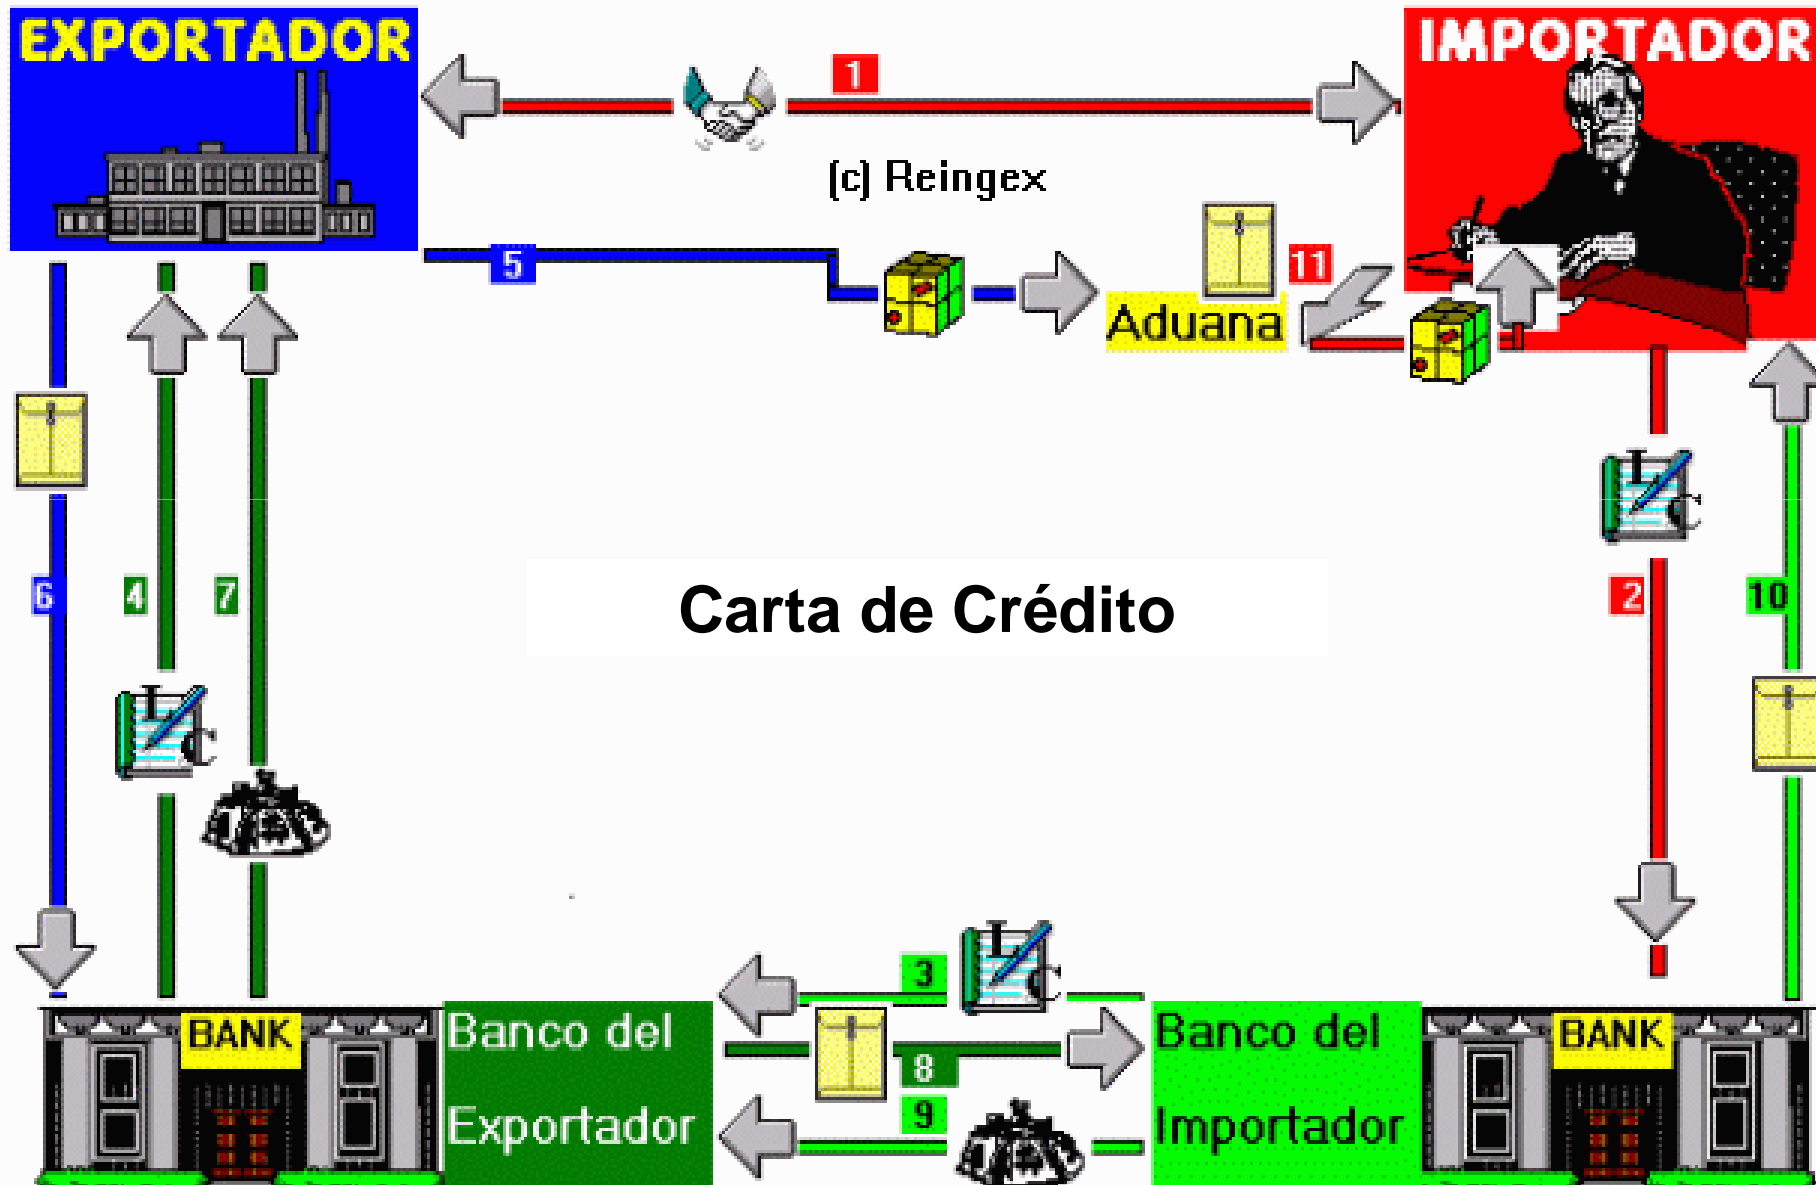 EXPORTADOR
IMPORTADOR
1
(c) Reingex
5
11
Aduana
L
C
6
4
7
Carta de Crédito
2
10
L
C
3
L
C
BANK
Banco del
Exportador
8
9
Banco del
Importador
BANK